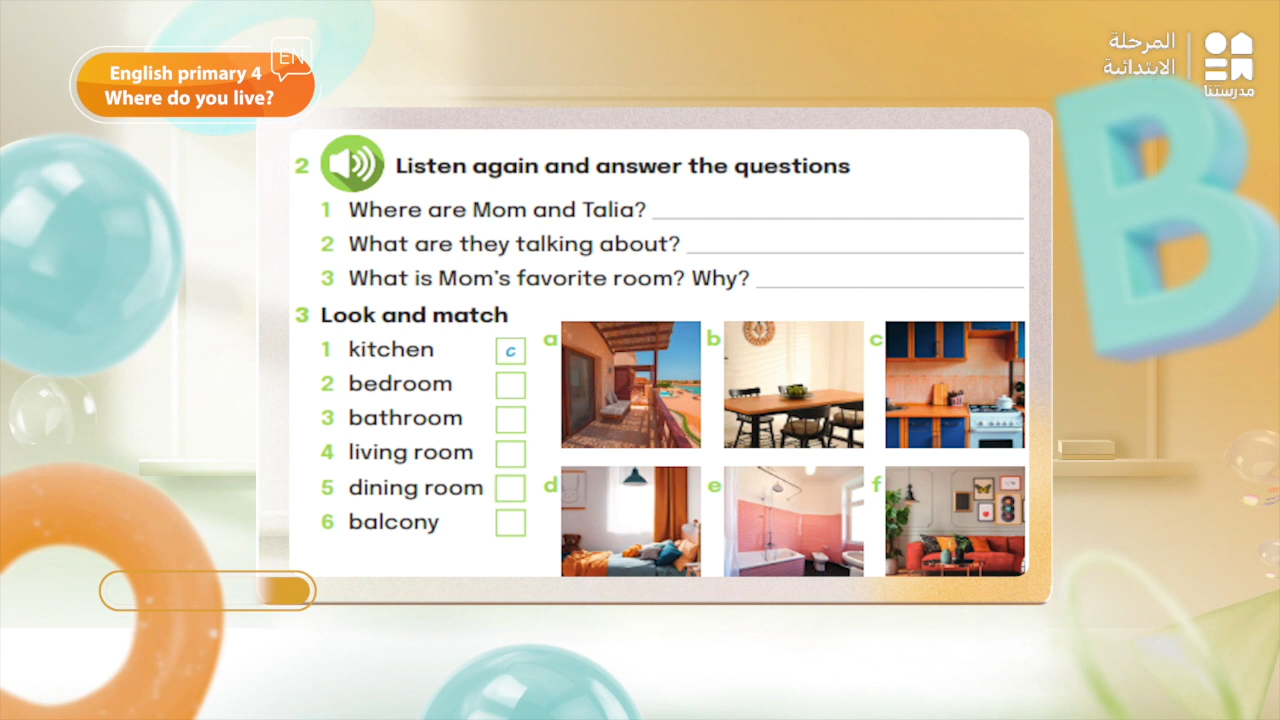 English primary 4
Where do you live?
EN
المرحلة
الابتدائية
مدرستنا
2 Listen again and answer the questions
1 Where are Mom and Talia?
2 What are they talking about?
3 What is Mom's favorite room? Why?
3 Look and match
1 kitchen c
2 bedroom
3 bathroom
4 living room
5 dining room
6 balcony
a
b
c
d
e
f
B